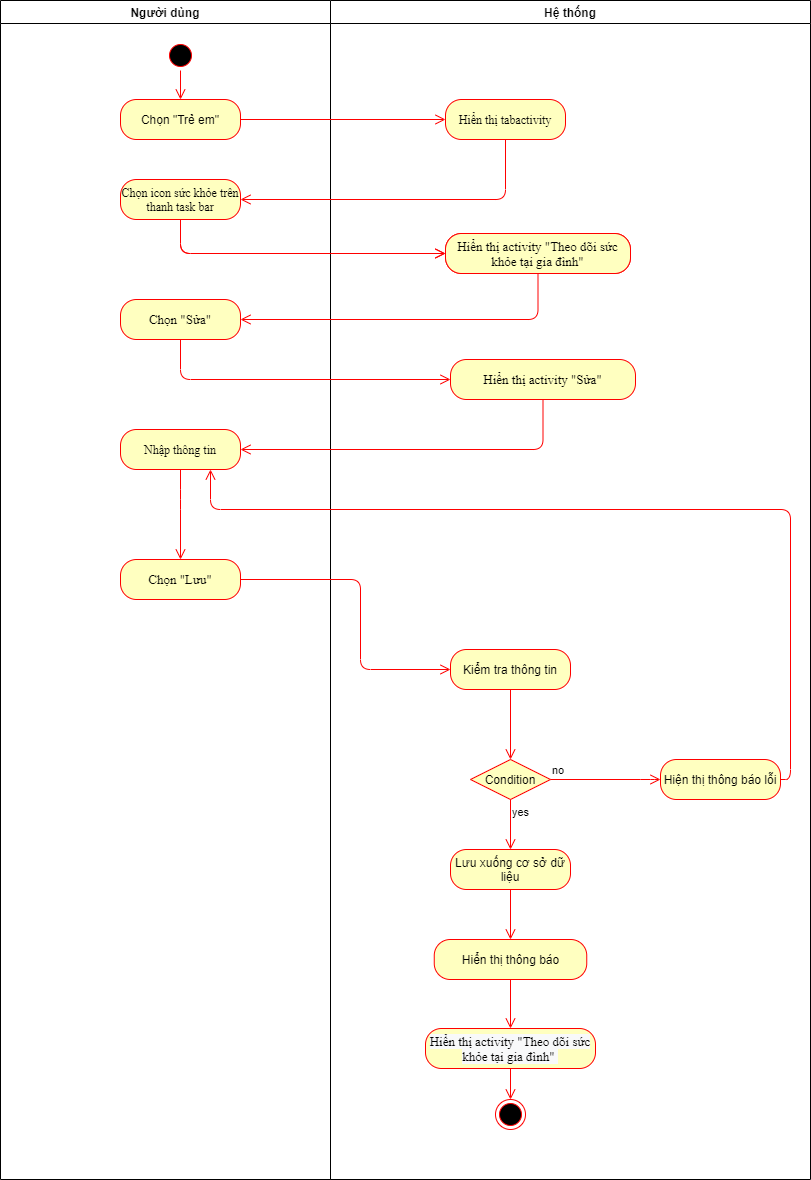 Người dùng
Hệ thống
Chọn "Trẻ em"
Hiển thị tabactivity
Chọn icon sức khỏe trên
thanh task bar
Hiển thị activity "Theo dõi sức
khỏe tại gia đình"
Chọn "Sửa"
Hiển thị activity "Sửa"
Nhập thông tin
Chọn "Lưu"
Kiểm tra thông tin
Condition
no
Hiện thị thông báo lỗi
yes
Lưu xuống cơ sở dữ
liệu
Hiển thị thông báo
Hiển thị activity "Theo dõi sức
khỏe tại gia đình"